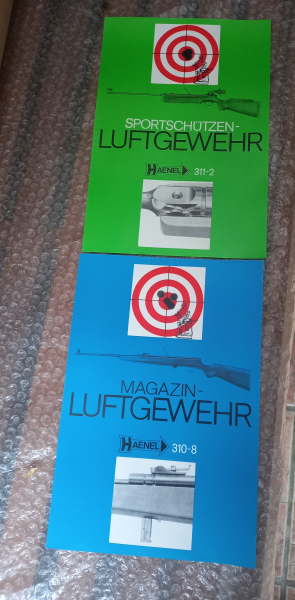 SPORTSCHÜTZEN-
LUFTGEWEHR
HAENEL 311-2
MAGAZIN-
LUFTGEWEHR
HAENEL 310-8